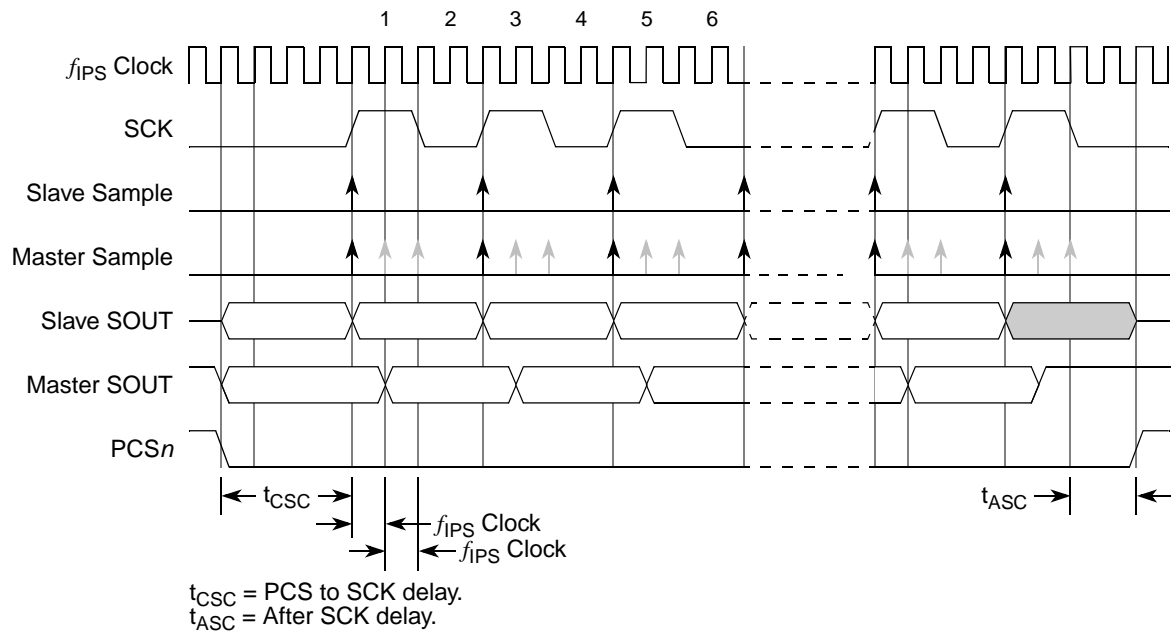 1 2 3 4 5 6
fIPS Clock
SCK
Slave Sample
Master Sample
Slave SOUT
Master SOUT
PCSn
tCSC
tASC
fIPS Clock
fIPS Clock
tCSC = PCS to SCK delay.
tASC = After SCK delay.